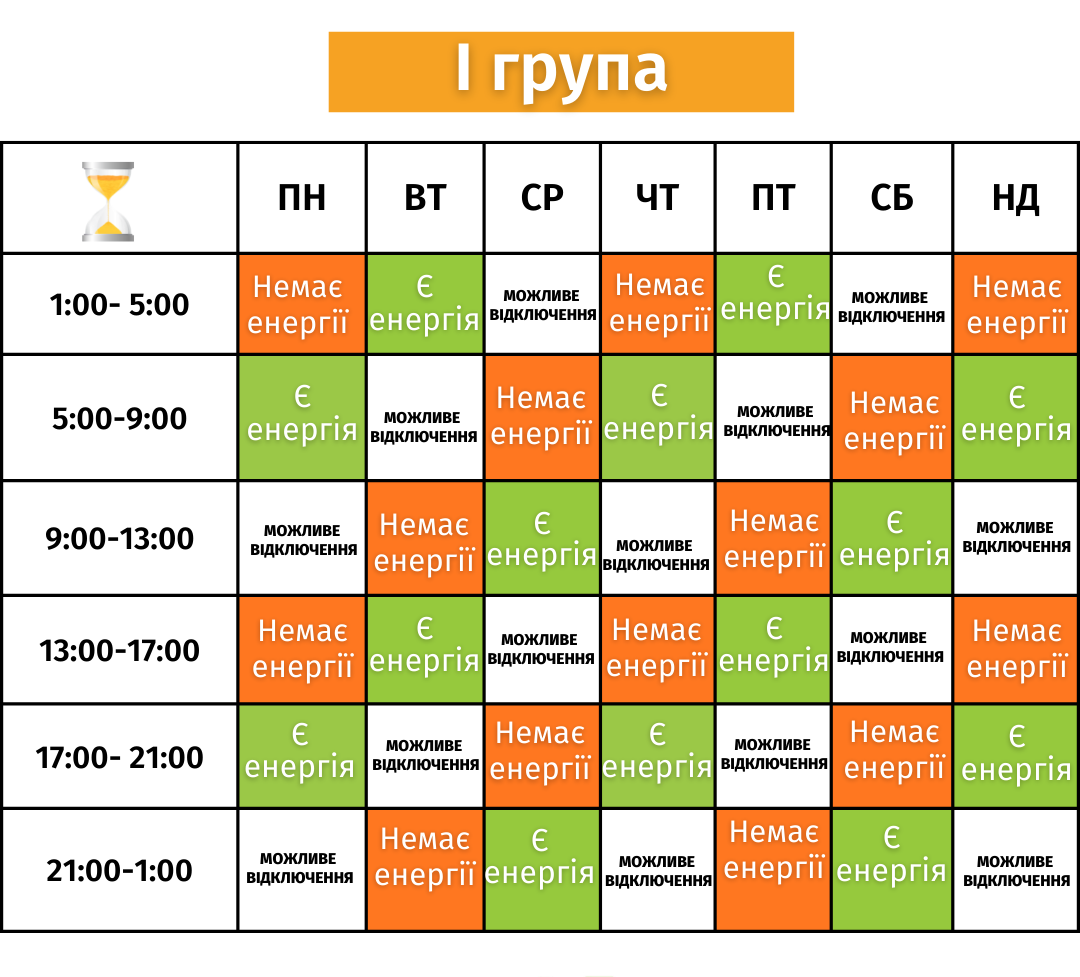 І група
ПН ВТ СР ЧТ ПТ СБ НД
1:00- 5:00
Немає
енергії
Є
енергія
МОЖЛИВЕ
ВІДКЛЮЧЕННЯ
Немає
енергії
Є
енергія
МОЖЛИВЕ
ВІДКЛЮЧЕННЯ
Немає
енергії
5:00-9:00
Є
енергія
МОЖЛИВЕ
ВІДКЛЮЧЕННЯ
Немає
енергії
Є
енергія
МОЖЛИВЕ
ВІДКЛЮЧЕННЯ
Немає
енергії
Є
енергія
9:00-13:00
МОЖЛИВЕ
ВІДКЛЮЧЕННЯ
Немає
енергії
Є
енергія
МОЖЛИВЕ
ВІДКЛЮЧЕННЯ
Немає
енергії
Є
енергія
МОЖЛИВЕ
ВІДКЛЮЧЕННЯ
13:00-17:00
Немає
енергії
Є
енергія
МОЖЛИВЕ
ВІДКЛЮЧЕННЯ
Немає
енергії
Є
енергія
МОЖЛИВЕ
ВІДКЛЮЧЕННЯ
Немає
енергії
17:00- 21:00
Є
енергія
МОЖЛИВЕ
ВІДКЛЮЧЕННЯ
Немає
енергії
Є
енергія
МОЖЛИВЕ
ВІДКЛЮЧЕННЯ
Немає
енергії
Є
енергія
21:00-1:00
МОЖЛИВЕ
ВІДКЛЮЧЕННЯ
Немає
енергії
Є
енергія
МОЖЛИВЕ
ВІДКЛЮЧЕННЯ
Немає
енергії
Є
енергія
МОЖЛИВЕ
ВІДКЛЮЧЕННЯ